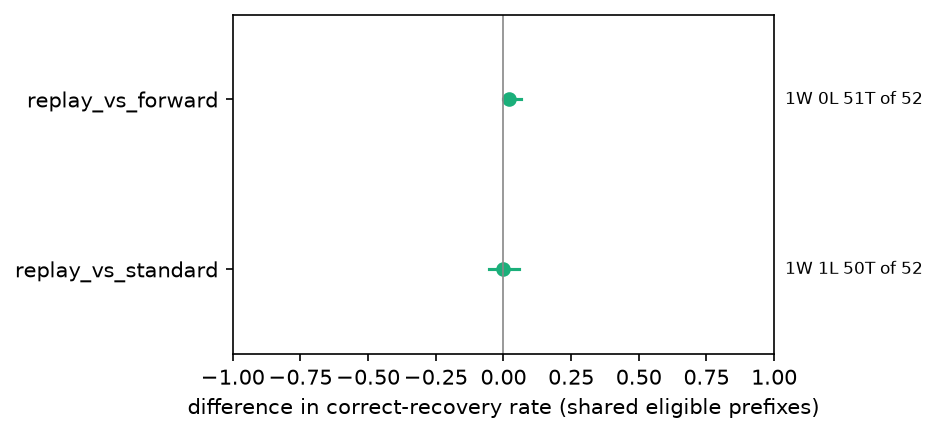 replay_vs_forward
1W 0L 51T of 52
replay_vs_standard
1W 1L 50T of 52
−1.00 −0.75 −0.50 −0.25 0.00 0.25 0.50 0.75 1.00
difference in correct-recovery rate (shared eligible prefixes)